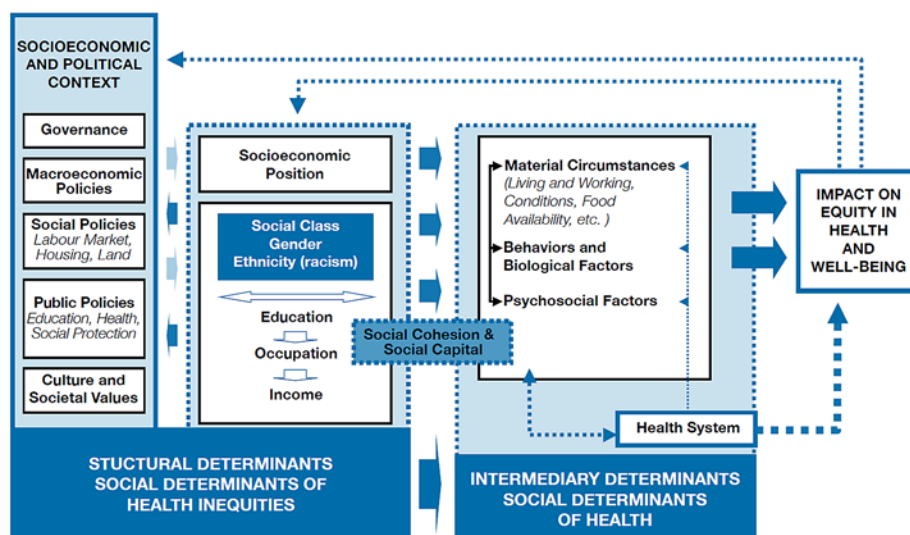 SOCIOECONOMIC
AND POLITICAL
CONTEXT
Governance
Macroeconomic
Policies
Social Policies
Labour Market,
Housing, Land
Public Policies
Education, Health,
Social Protection
Culture and
Societal Values
Socioeconomic
Position
Social Class
Gender
Ethnicity (racism)
Education
Occupation
Income
Social Cohesion &
Social Capital
Material Circumstances
(Living and Working,
Conditions, Food
Availability, etc. )
Behaviors and
Biological Factors
Psychosocial Factors
Health System
IMPACT ON
EQUITY IN
HEALTH
AND
WELL-BEING
STUCTURAL DETERMINANTS
SOCIAL DETERMINANTS OF
HEALTH INEQUITIES
INTERMEDIARY DETERMINANTS
SOCIAL DETERMINANTS
OF HEALTH